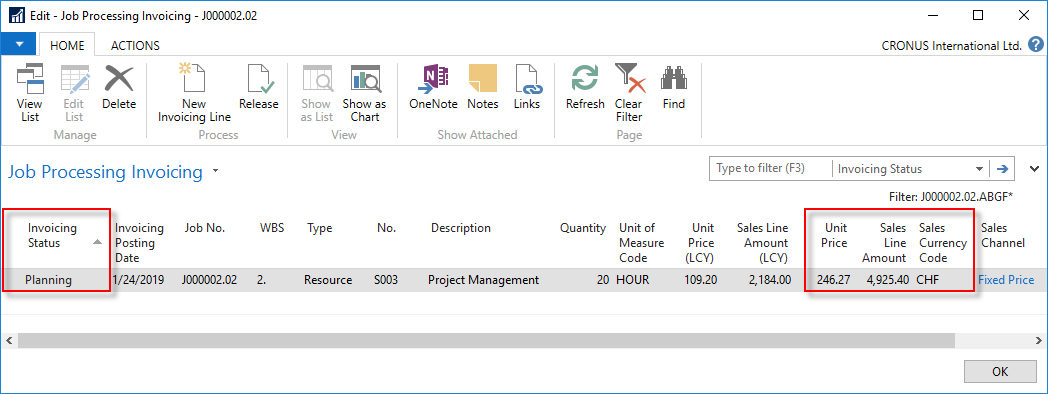 Edit - Job Processing Invoicing - J000002.02
HOME ACTIONS CRONUS International Ltd. ?
View List
Edit List
Delete
New Invoicing Line
Release
Show as List
Show as Chart
OneNote
Notes
Links
Refresh
Clear Filter
Find
Manage Process View Show Attached Page
Job Processing Invoicing
Type to filter (F3) Invoicing Status
Filter: J000002.02.ABGF*
Invoicing Status
Invoicing Posting Date
Job No.
WBS
Type
No.
Description
Quantity
Unit of Measure Code
Unit Price (LCY)
Sales Line Amount (LCY)
Unit Price
Sales Line Amount
Sales Currency Code
Sales Channel
Planning 1/24/2019 J000002.02 2. Resource S003 Project Management 20 HOUR 109.20 2,184.00 246.27 4,925.40 CHF Fixed Price
OK